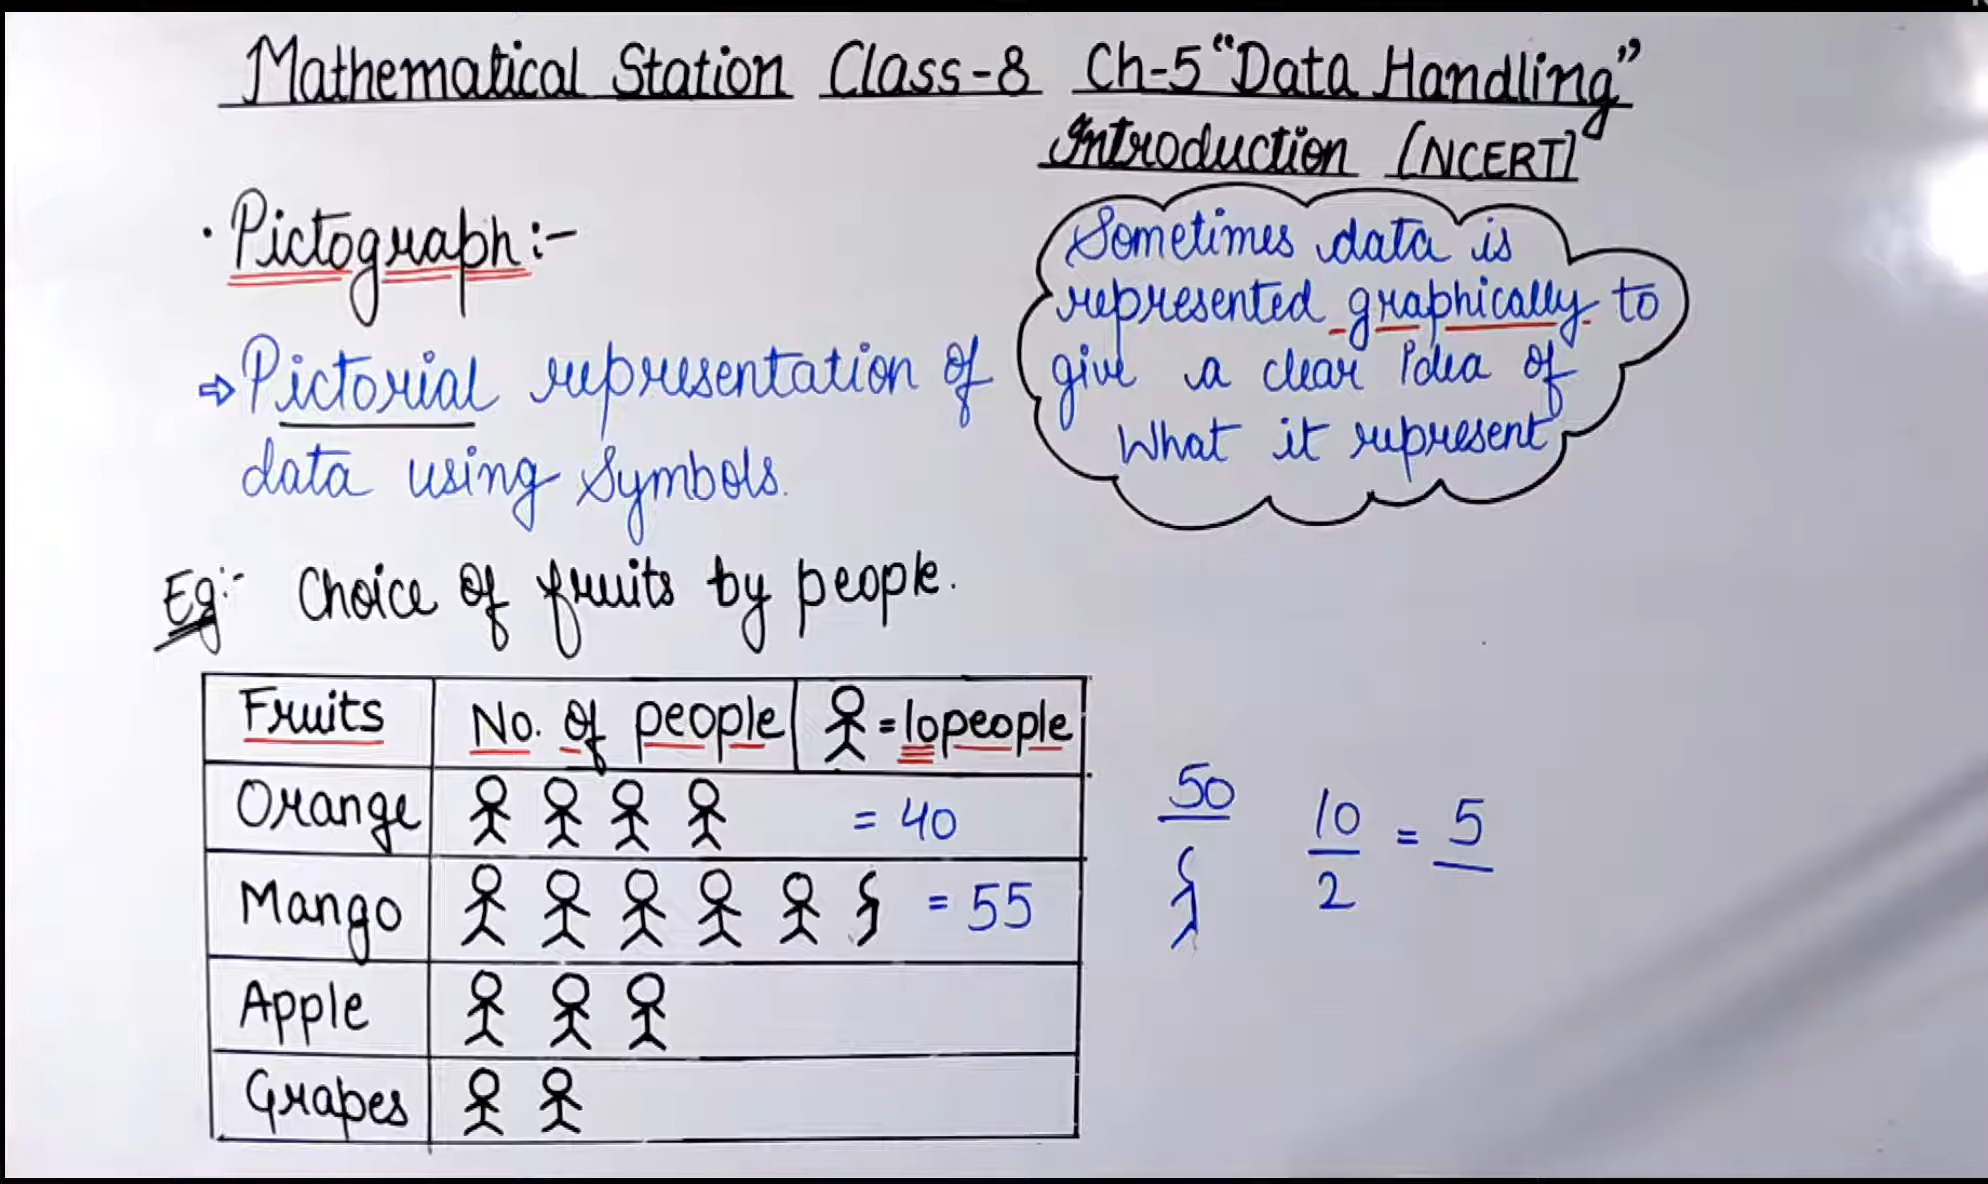 Mathematical Station Class-8 Ch-5 "Data Handling"
Introduction (NCERT)
· Pictograph:-
⇨ Pictorial representation of
data using Symbols.
Sometimes data is
represented graphically to
give a clear idea of
What it represent
Eg:- Choice of fruits by people.
Fruits No. of people = 10people
Orange = 40
Mango = 55
Apple
Grapes
50
10/2 = 5